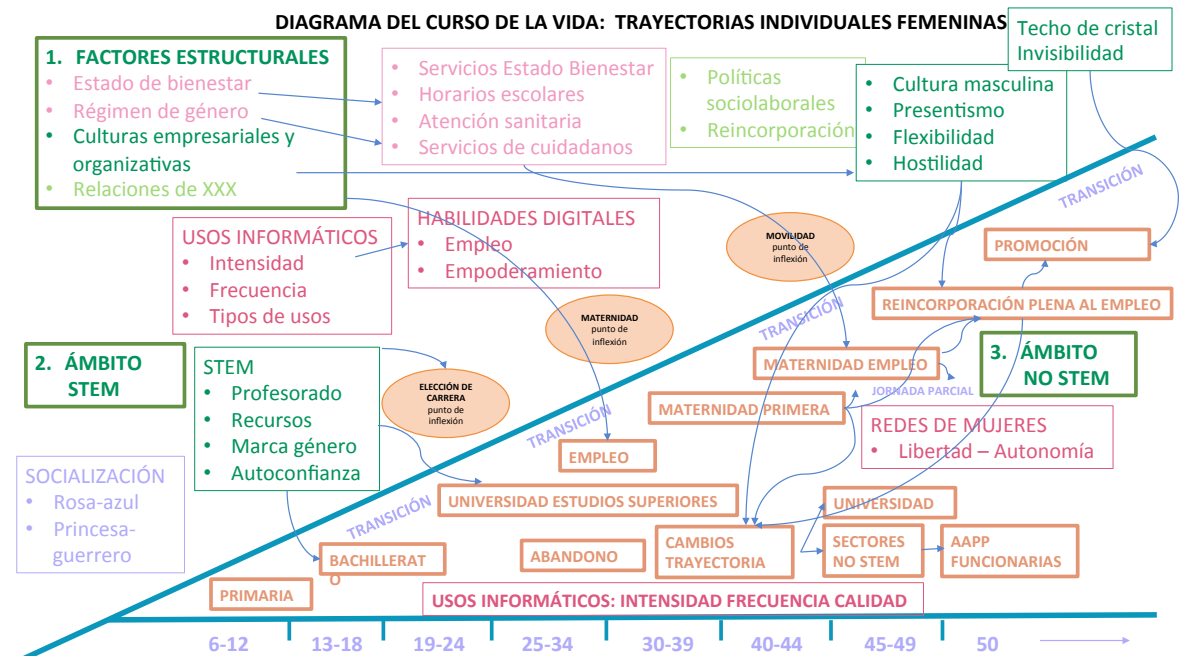 DIAGRAMA DEL CURSO DE LA VIDA: TRAYECTORIAS INDIVIDUALES FEMENINAS
Techo de cristal
Invisibilidad
1. FACTORES ESTRUCTURALES
• Estado de bienestar
• Régimen de género
• Culturas empresariales y
organizativas
• Relaciones de XXX
• Servicios Estado Bienestar
• Horarios escolares
• Atención sanitaria
• Servicios de cuidadanos
• Políticas
sociolaborales
• Reincorporación
• Cultura masculina
• Presentismo
• Flexibilidad
• Hostilidad
TRANSICIÓN
USOS INFORMÁTICOS
• Intensidad
• Frecuencia
• Tipos de usos
HABILIDADES DIGITALES
• Empleo
• Empoderamiento
MOVILIDAD
punto de
inflexión
PROMOCIÓN
REINCORPORACIÓN PLENA AL EMPLEO
MATERNIDAD
punto de
inflexión
TRANSICIÓN
2. ÁMBITO
STEM
STEM
• Profesorado
• Recursos
• Marca género
• Autoconfianza
ELECCIÓN DE
CARRERA
punto de
inflexión
MATERNIDAD EMPLEO
3. ÁMBITO
NO STEM
JORNADA PARCIAL
MATERNIDAD PRIMERA
TRANSICIÓN
REDES DE MUJERES
• Libertad – Autonomía
EMPLEO
SOCIALIZACIÓN
• Rosa-azul
• Princesa-
guerrero
UNIVERSIDAD ESTUDIOS SUPERIORES
UNIVERSIDAD
TRANSICIÓN
BACHILLERAT
O
ABANDONO
CAMBIOS
TRAYECTORIA
SECTORES
NO STEM
AAPP
FUNCIONARIAS
PRIMARIA
USOS INFORMÁTICOS: INTENSIDAD FRECUENCIA CALIDAD
6-12 13-18 19-24 25-34 30-39 40-44 45-49 50